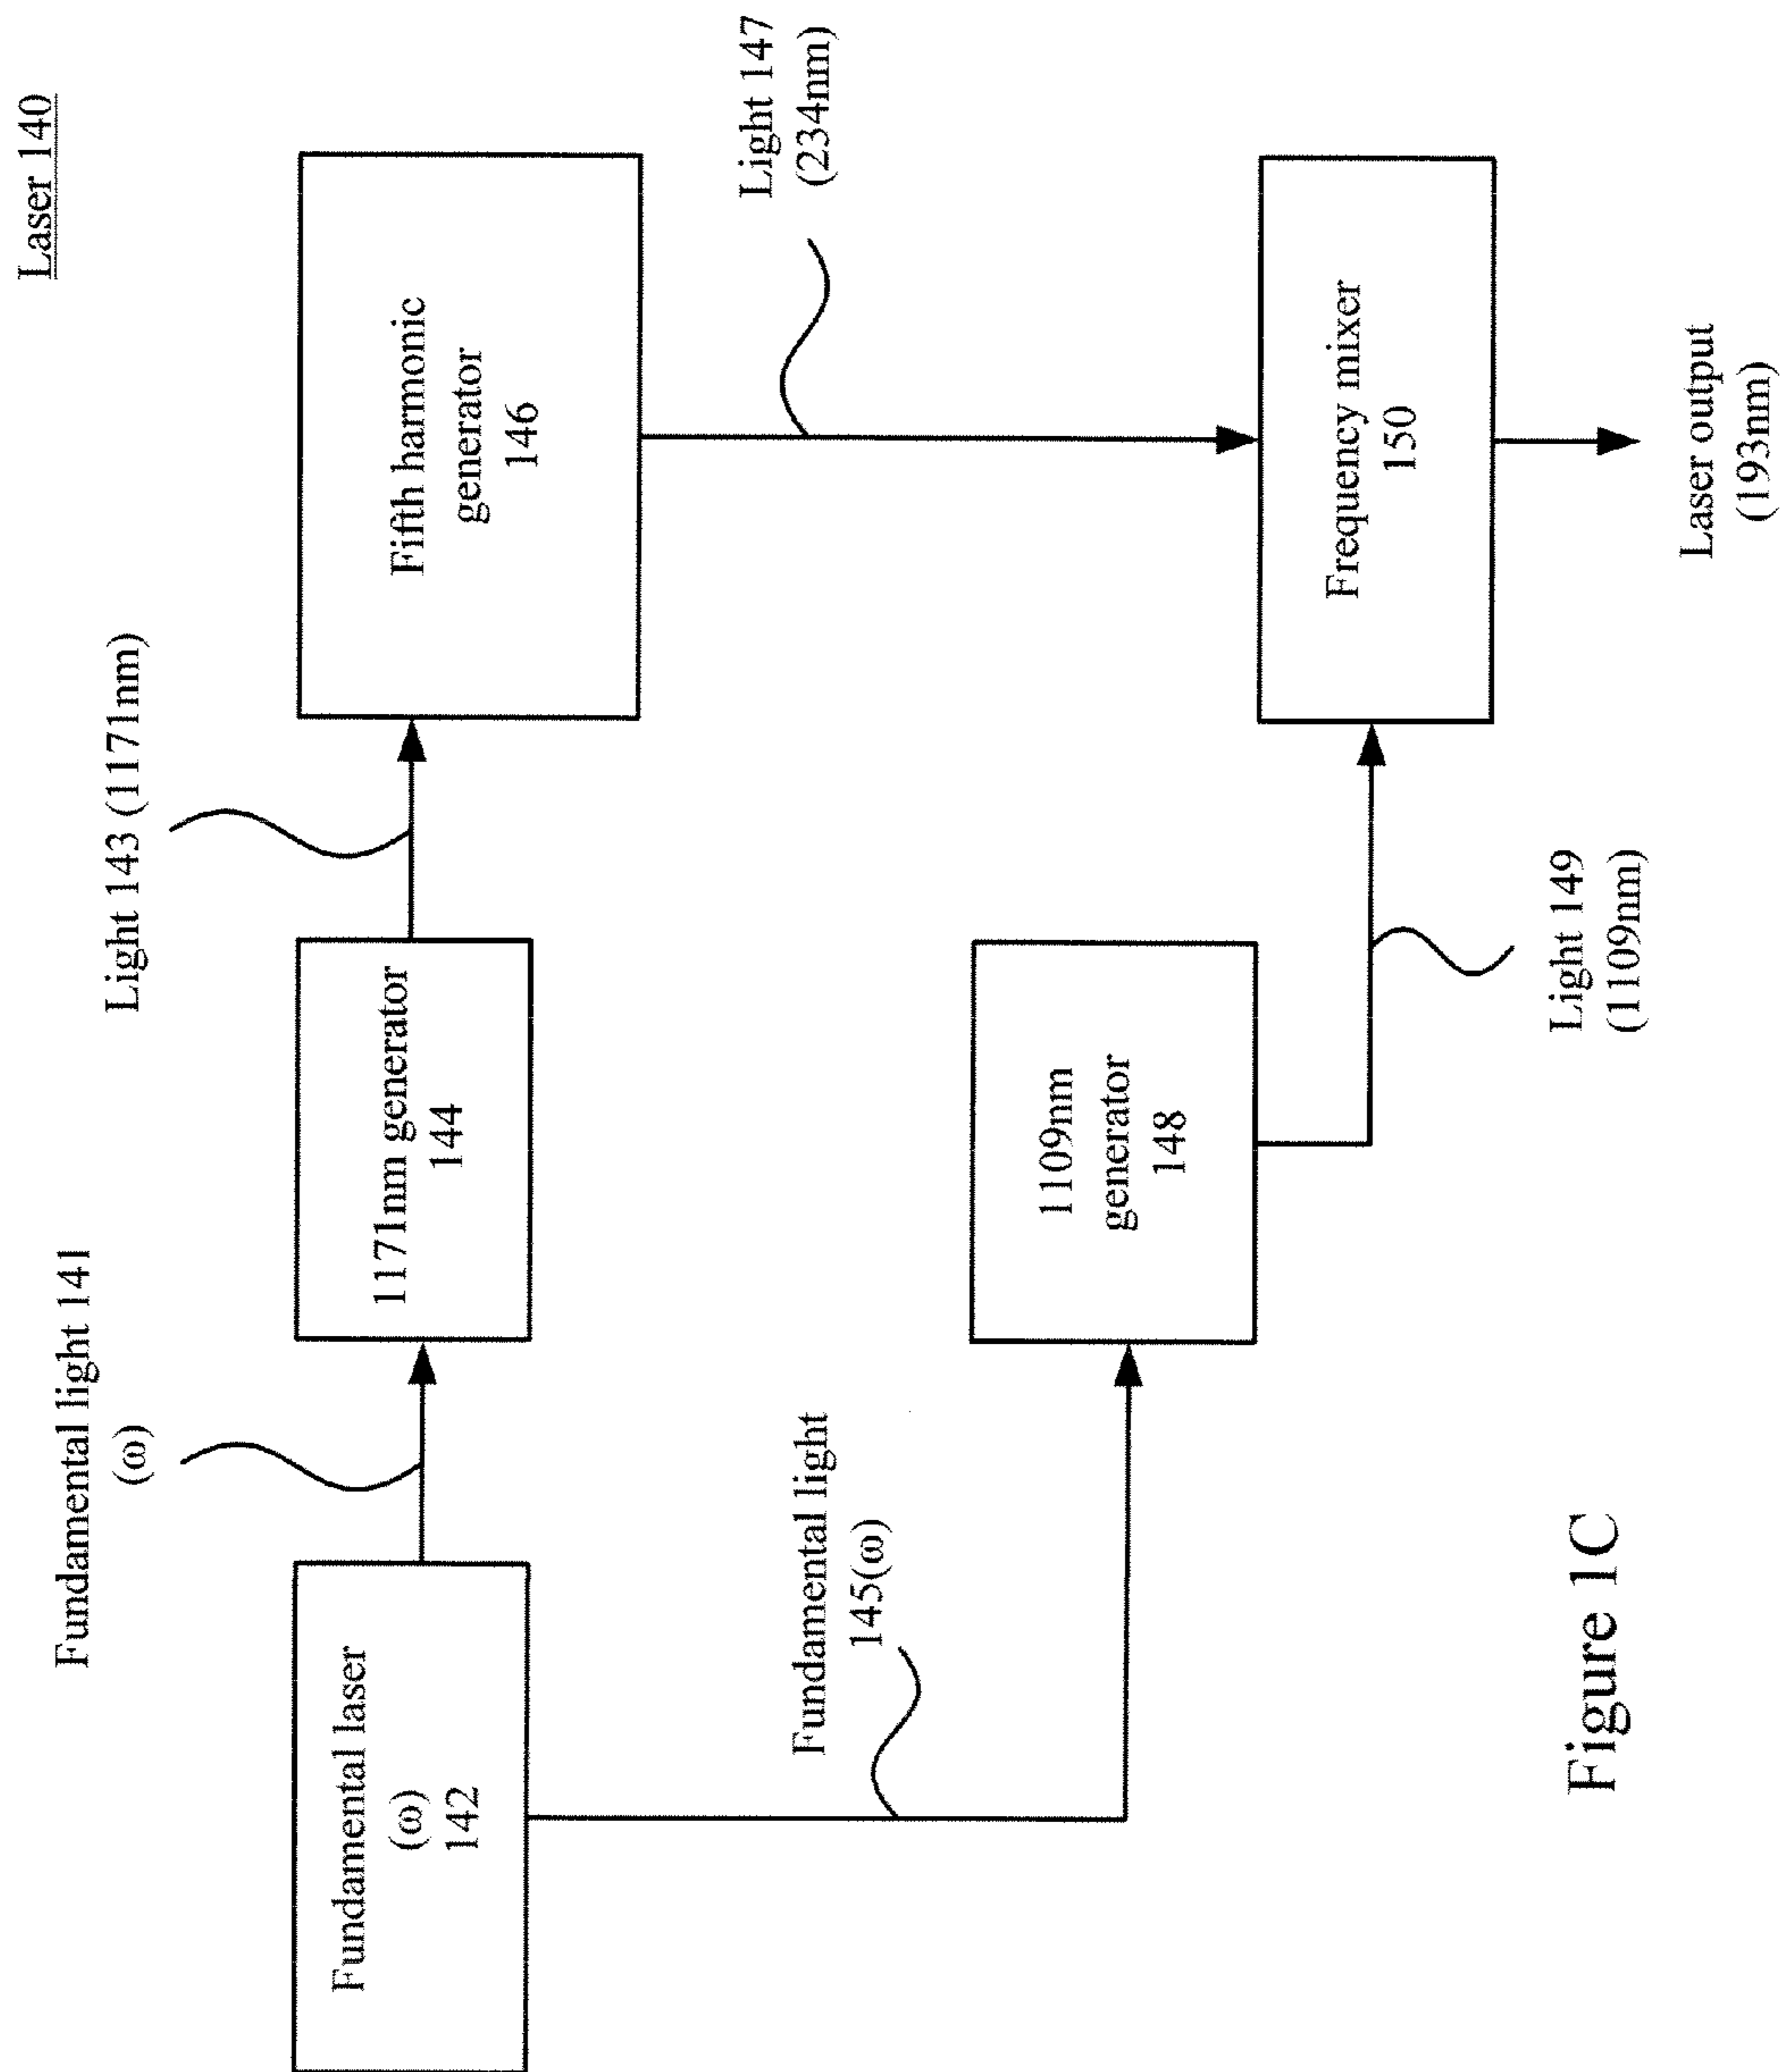 Laser 140
Fundamental light 141
(ω)
Light 143 (1171nm)
Fundamental laser
(ω)
142
1171nm generator
144
Fifth harmonic
generator
146
Light 147
(234nm)
Fundamental light
145(ω)
1109nm
generator
148
Frequency mixer
150
Light 149
(1109nm)
Laser output
(193nm)
Figure 1C